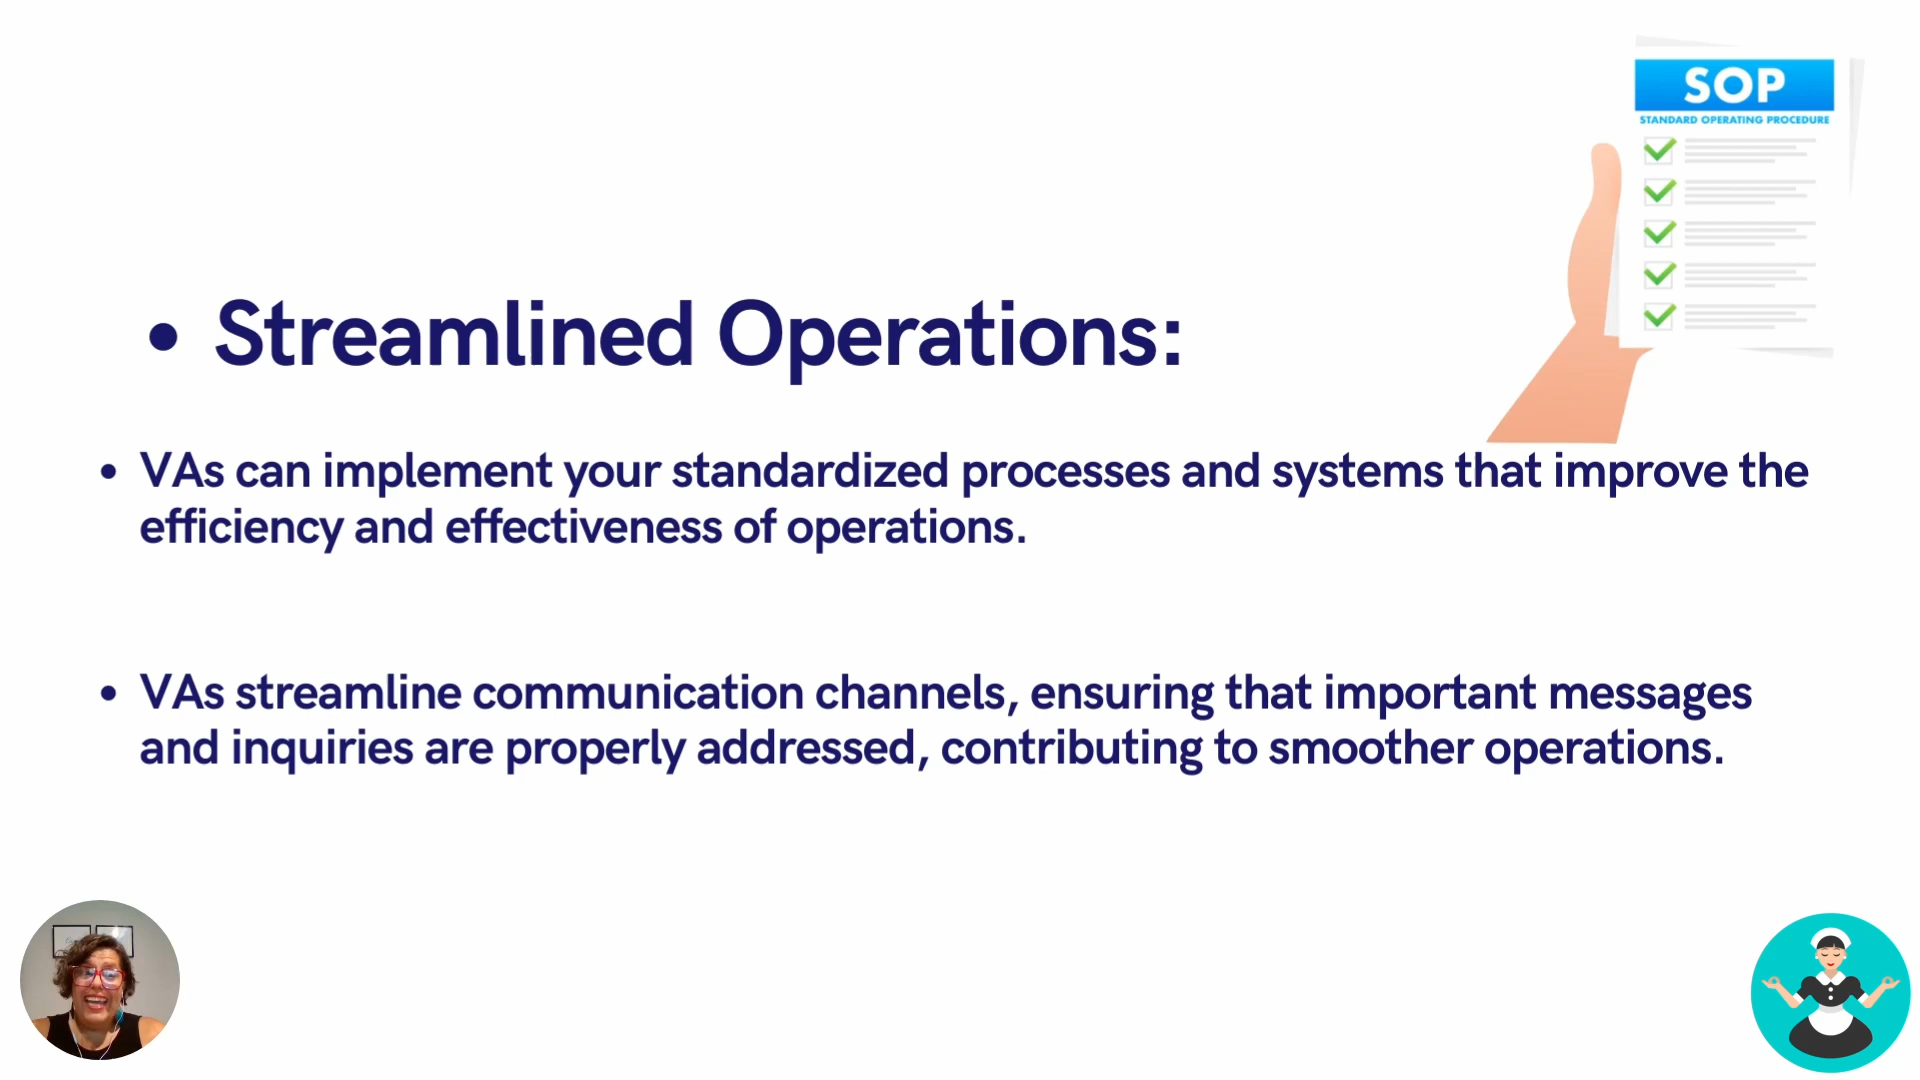 SOP
STANDARD OPERATING PROCEDURE
• Streamlined Operations:
• VAs can implement your standardized processes and systems that improve the
efficiency and effectiveness of operations.
• VAs streamline communication channels, ensuring that important messages
and inquiries are properly addressed, contributing to smoother operations.